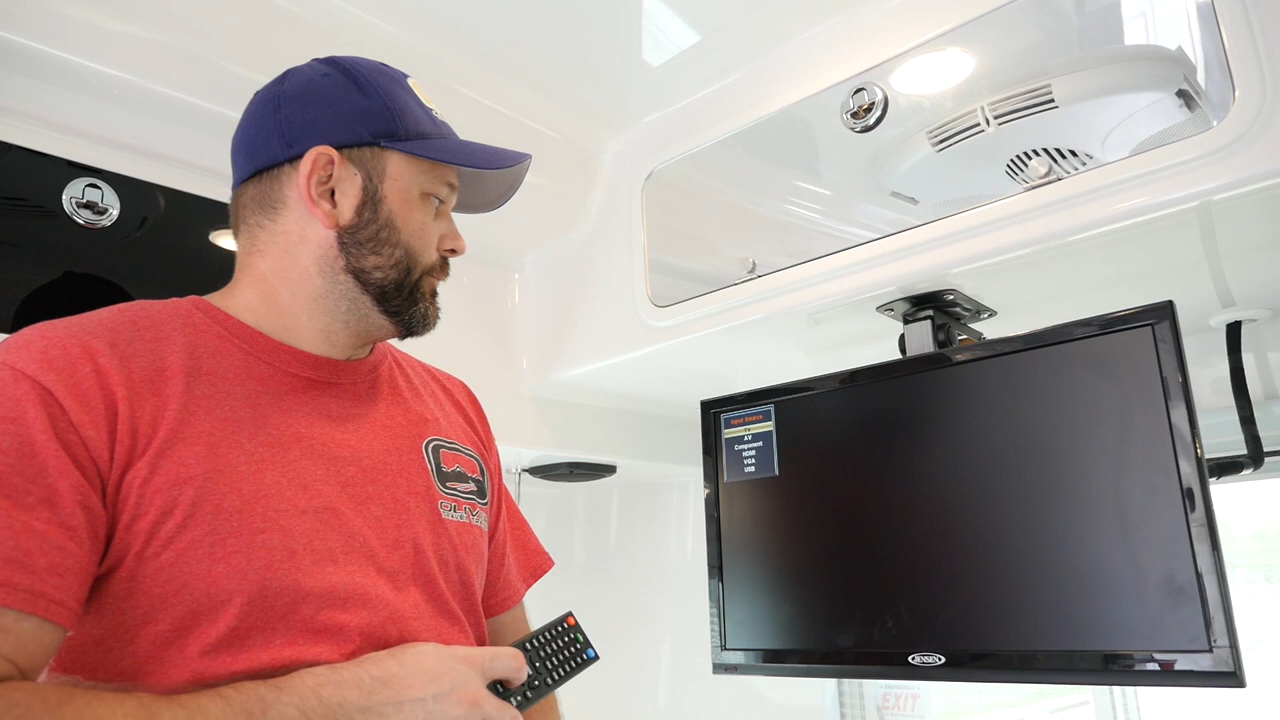 Input Source
TV
AV
Component
HDMI
VGA
USB
JENSEN
EXIT